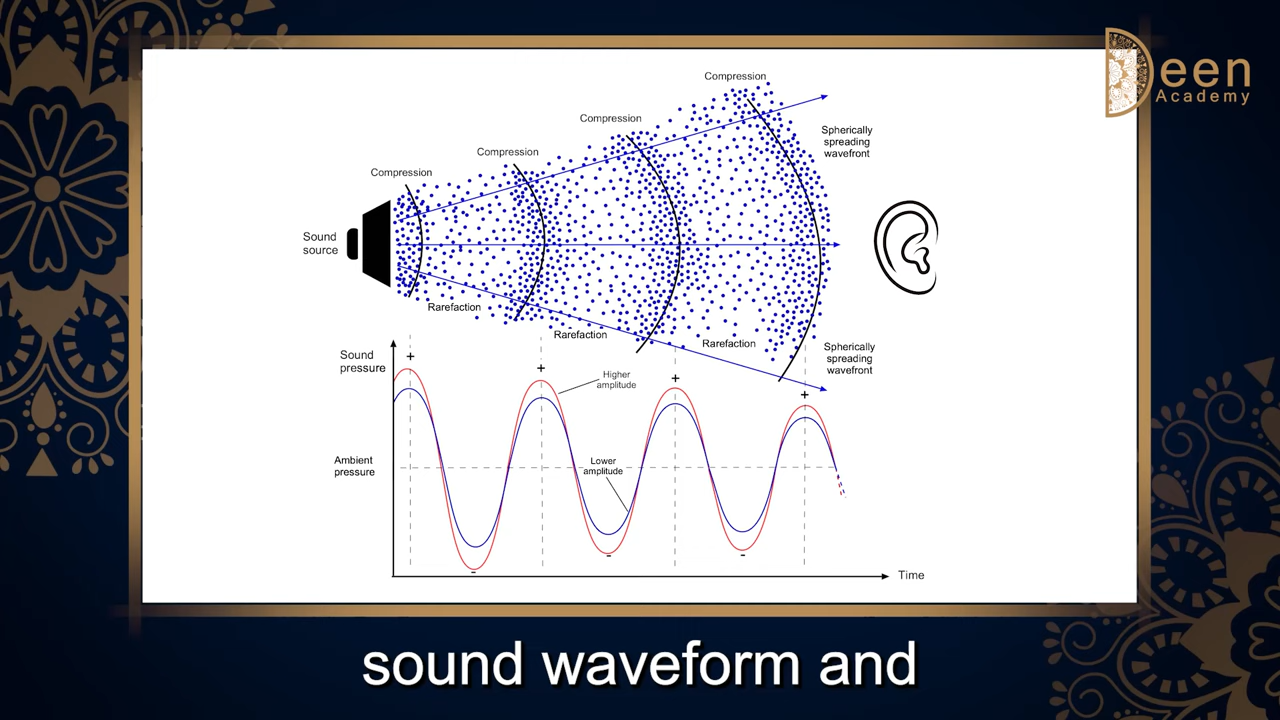 Deen
Academy
Compression
Compression
Compression
Compression
Spherically
spreading
wavefront
Sound
source
Rarefaction
Rarefaction
Rarefaction
Spherically
spreading
wavefront
Sound
pressure
+
+
+
+
Higher
amplitude
Ambient
pressure
Lower
amplitude
-
-
-
Time
sound waveform and